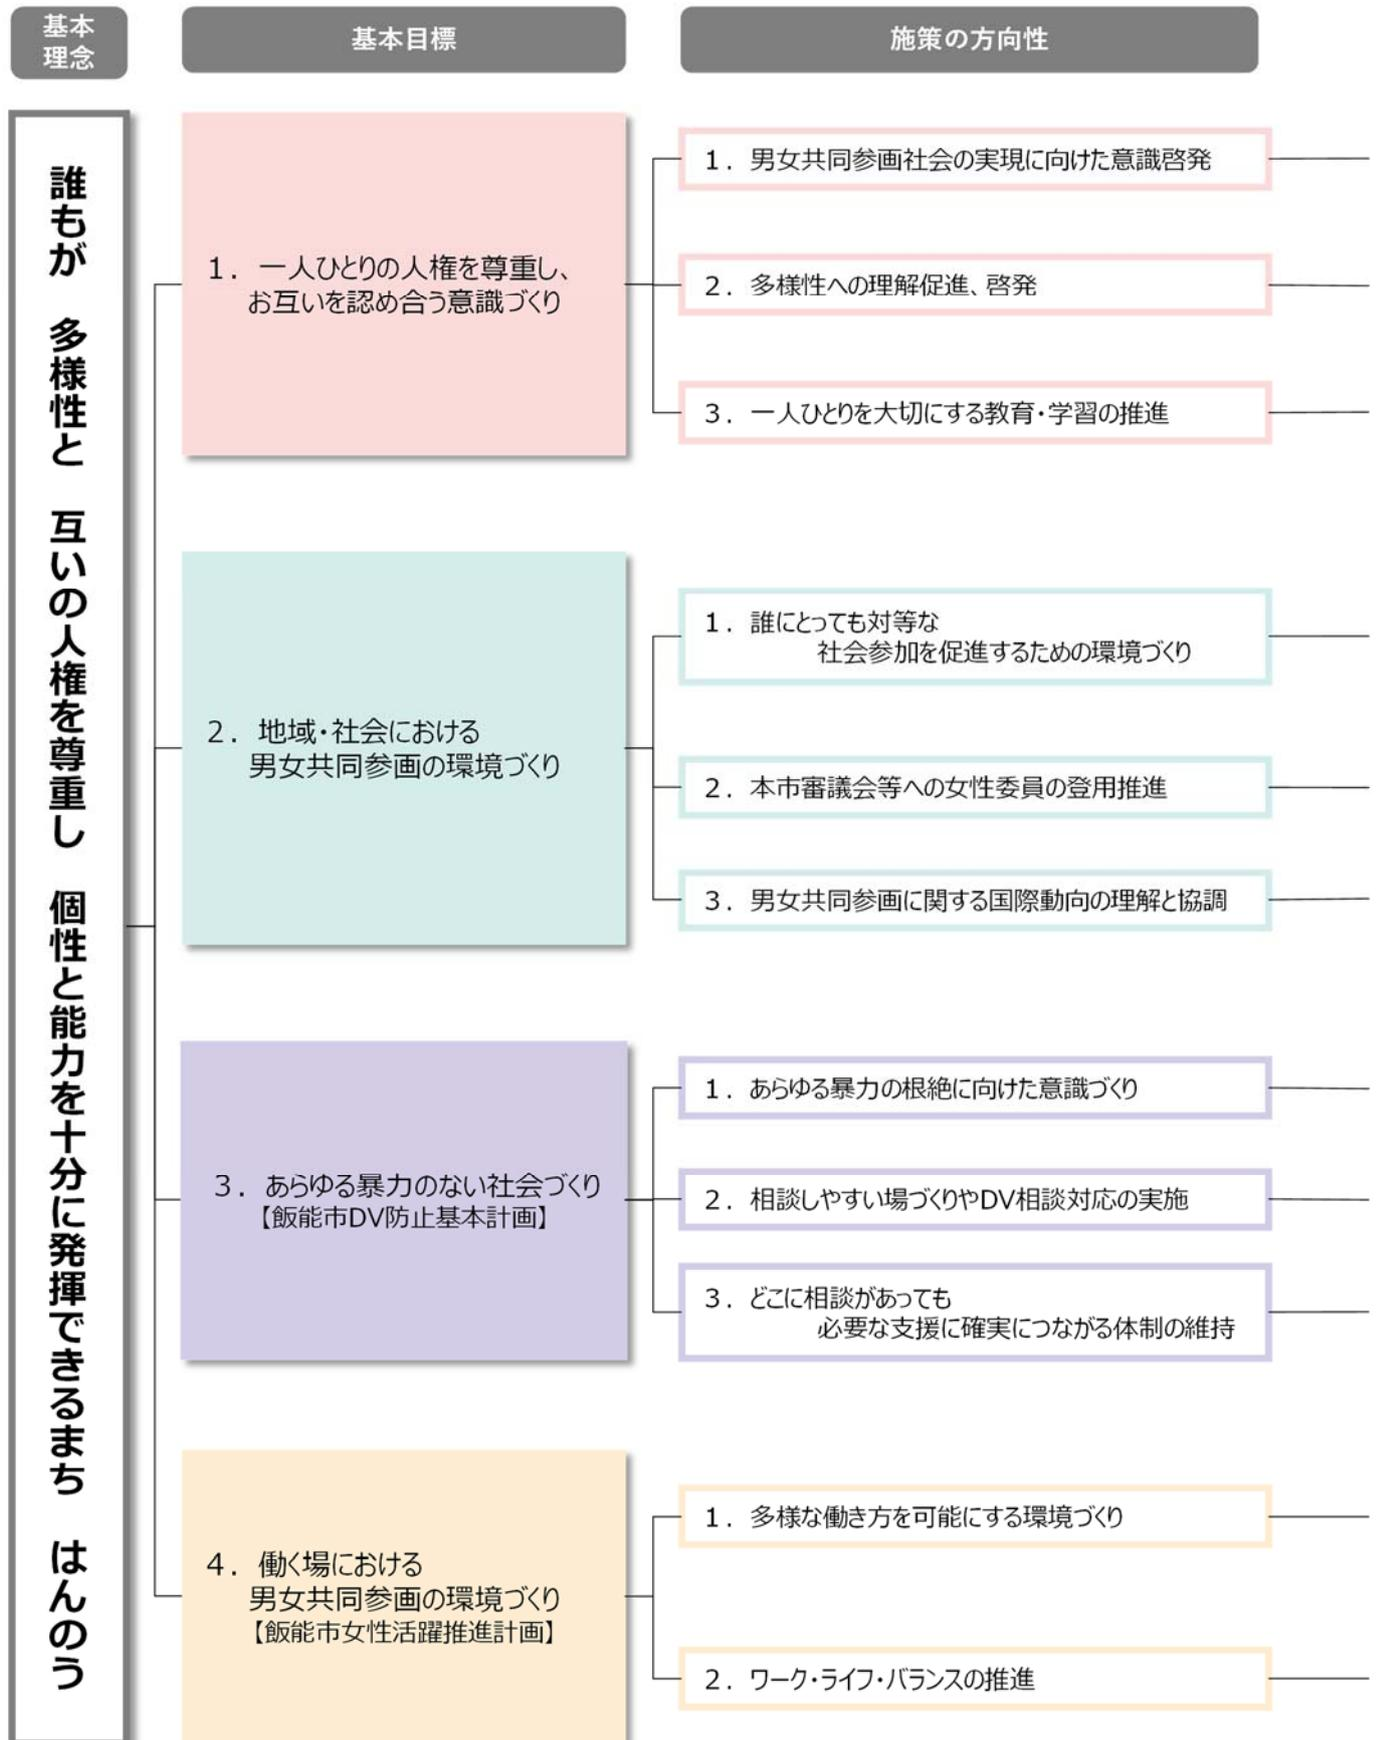 基本
理念
基本目標
施策の方向性
誰もが　多様性と　互いの人権を尊重し　個性と能力を十分に発揮できるまち　はんのう
１．一人ひとりの人権を尊重し、
お互いを認め合う意識づくり
１．男女共同参画社会の実現に向けた意識啓発
２．多様性への理解促進、啓発
３．一人ひとりを大切にする教育・学習の推進
２．地域・社会における
男女共同参画の環境づくり
１．誰にとっても対等な
社会参加を促進するための環境づくり
２．本市審議会等への女性委員の登用推進
３．男女共同参画に関する国際動向の理解と協調
３．あらゆる暴力のない社会づくり
【飯能市DV防止基本計画】
１．あらゆる暴力の根絶に向けた意識づくり
２．相談しやすい場づくりやDV相談対応の実施
３．どこに相談があっても
必要な支援に確実につながる体制の維持
４．働く場における
男女共同参画の環境づくり
【飯能市女性活躍推進計画】
１．多様な働き方を可能にする環境づくり
２．ワーク・ライフ・バランスの推進